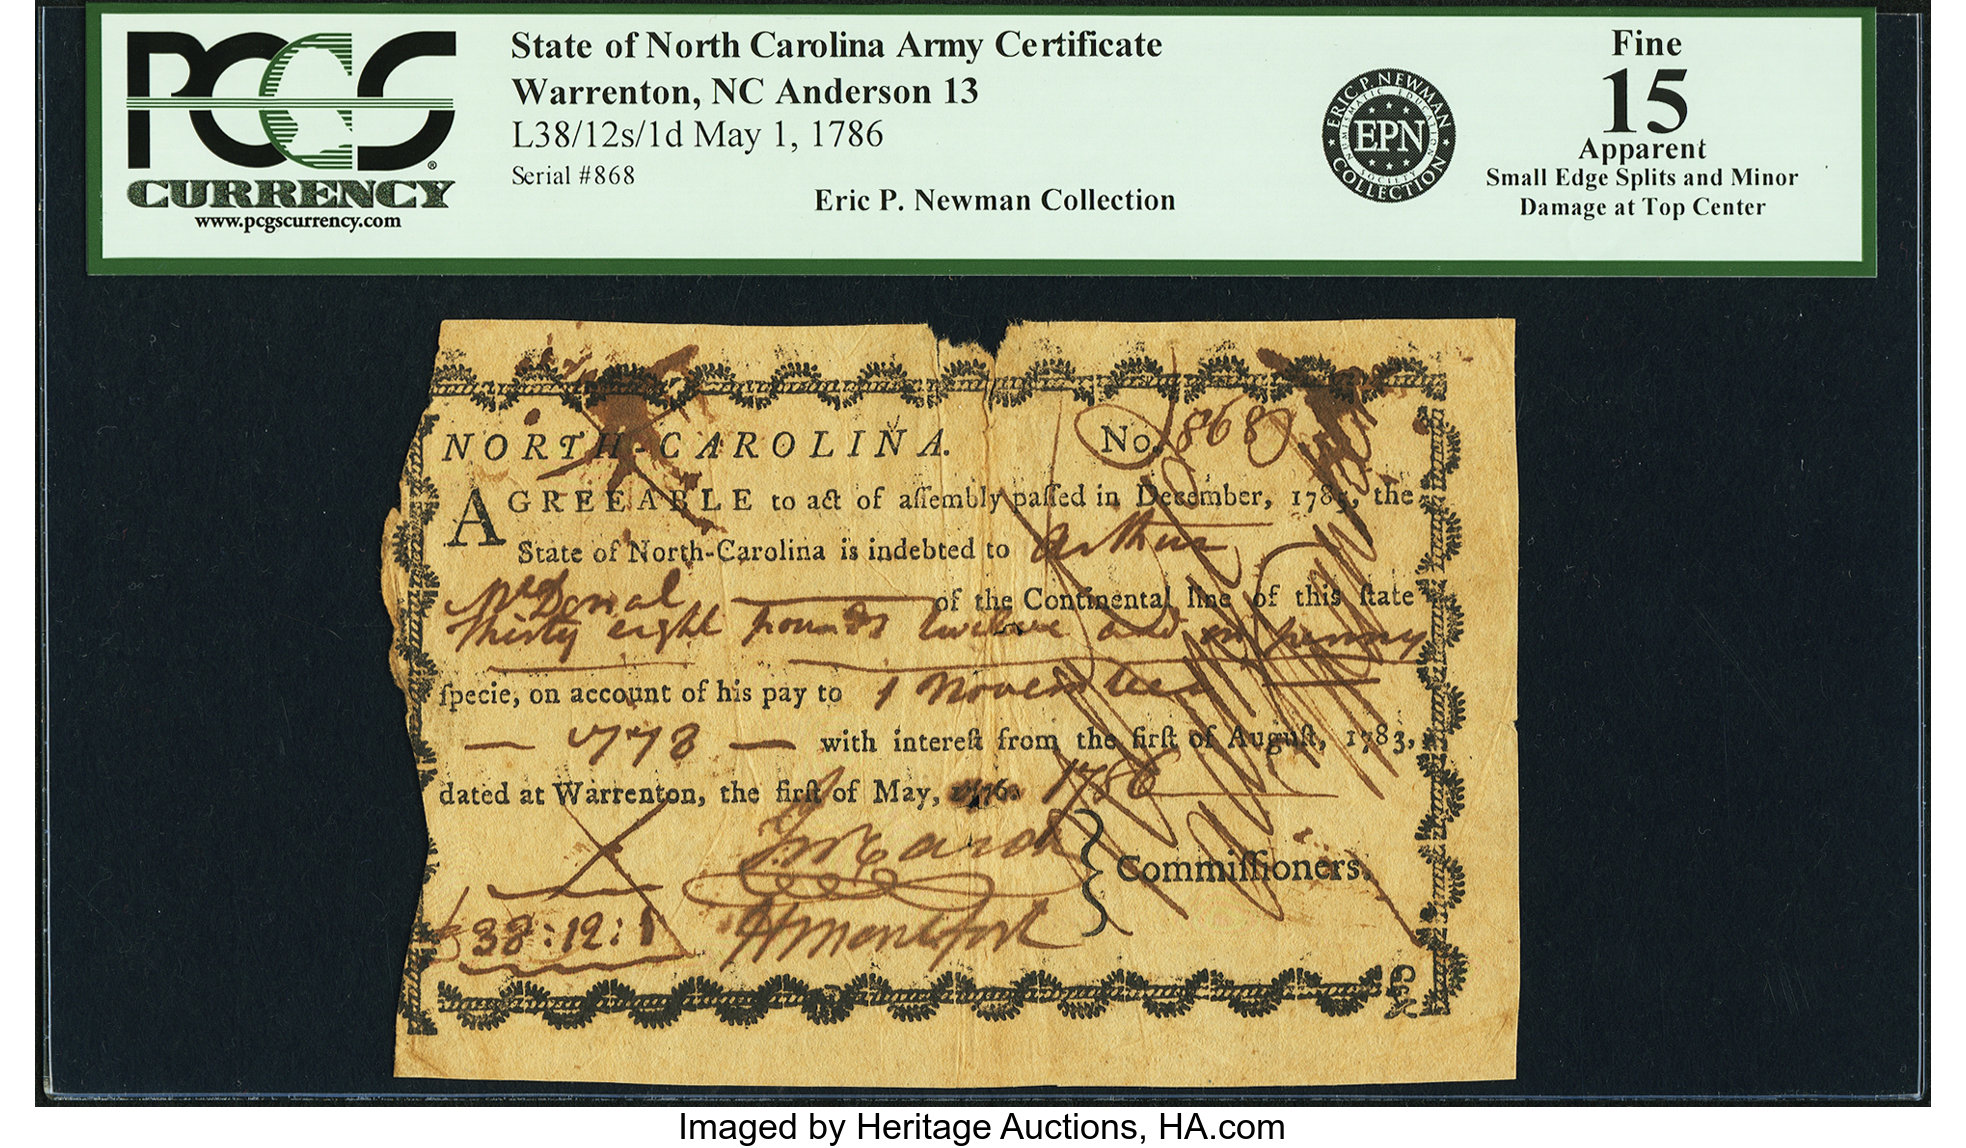 PCGS
CURRENCY
www.pcgscurrency.com
State of North Carolina Army Certificate
Warrenton, NC Anderson 13
L38/12s/1d May 1, 1786
Serial #868
Eric P. Newman Collection
ERIC P. NEWMAN
NUMISMATIC EDUCATION SOCIETY
EPN
COLLECTION
Fine
15
Apparent
Small Edge Splits and Minor
Damage at Top Center
NORTH-CAROLINA. No. 868
AGREEABLE to act of aſſembly paſſed in December, 1785, the
State of North-Carolina is indebted to Arthur
McDonal of the Continental line of this ſtate
Thirty eight pounds twelve and on penny
ſpecie, on account of his pay to 1 November
1778 with intereſt from the firſt of Auguſt, 1783,
dated at Warrenton, the firſt of May, 1786
Commiſſioners.
H Montfort
£38:12:1
Imaged by Heritage Auctions, HA.com